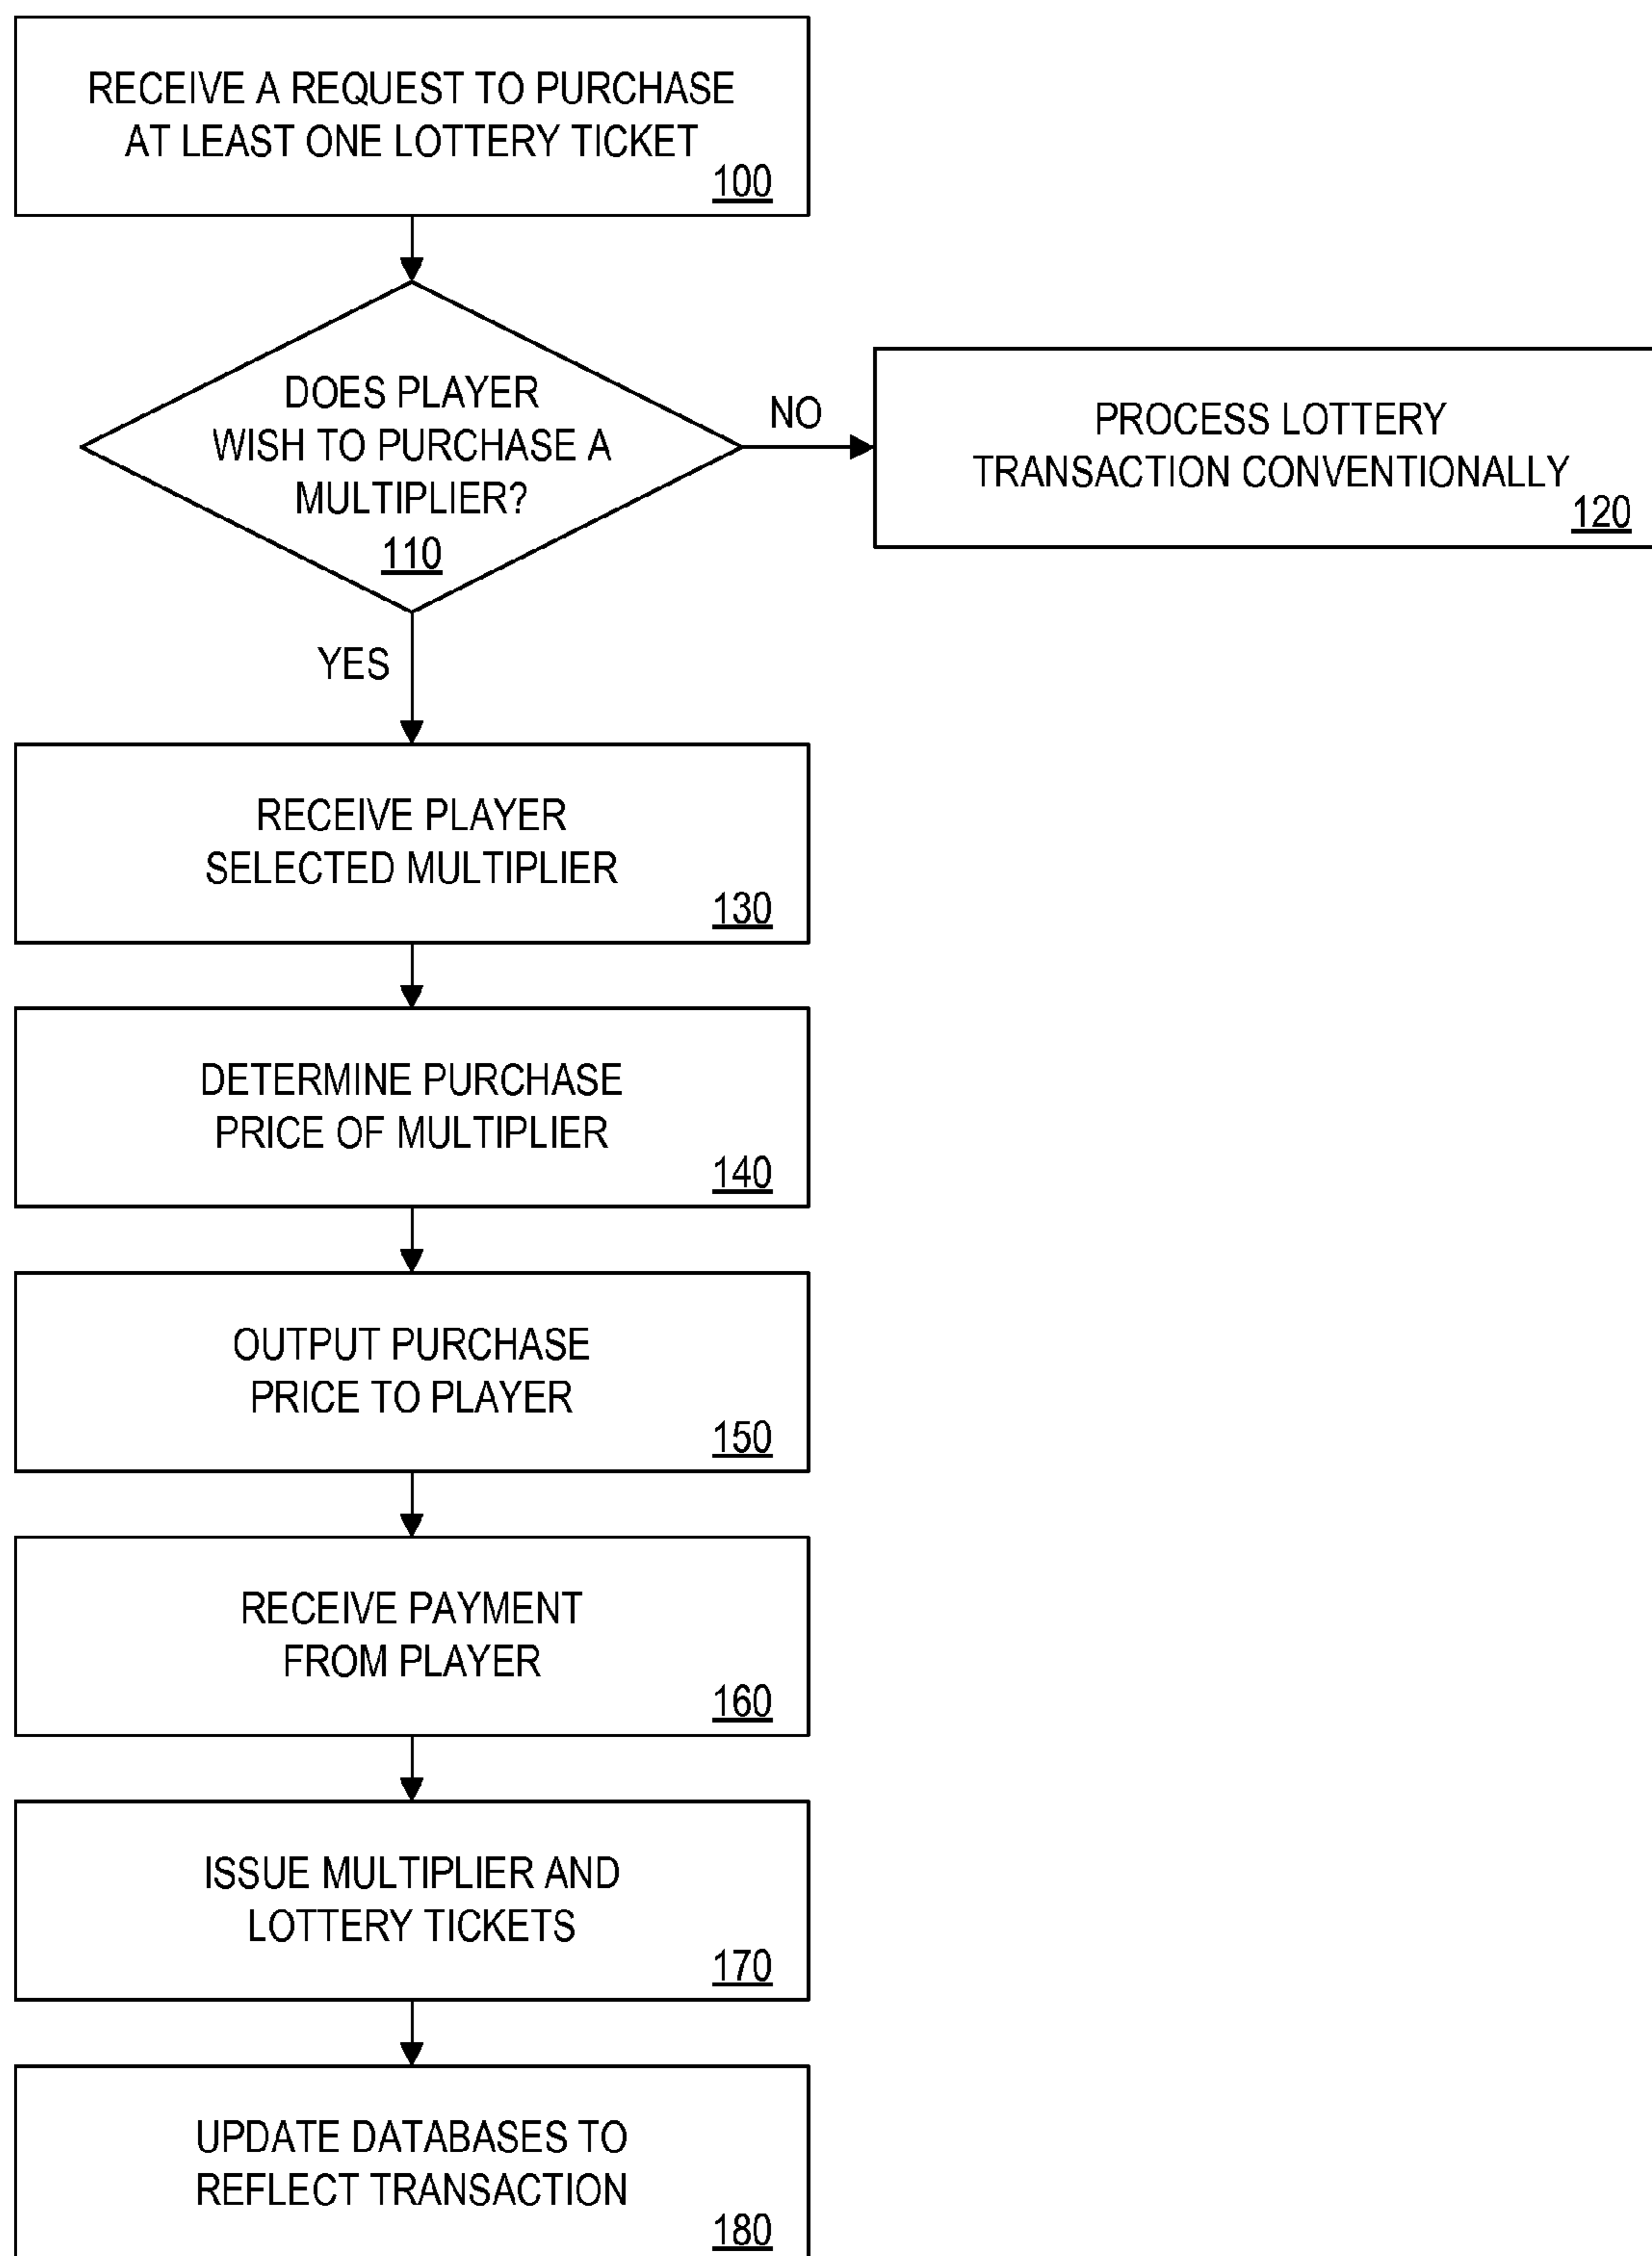 RECEIVE A REQUEST TO PURCHASE
AT LEAST ONE LOTTERY TICKET
100
DOES PLAYER
WISH TO PURCHASE A
MULTIPLIER?
110
NO
PROCESS LOTTERY
TRANSACTION CONVENTIONALLY
120
YES
RECEIVE PLAYER
SELECTED MULTIPLIER
130
DETERMINE PURCHASE
PRICE OF MULTIPLIER
140
OUTPUT PURCHASE
PRICE TO PLAYER
150
RECEIVE PAYMENT
FROM PLAYER
160
ISSUE MULTIPLIER AND
LOTTERY TICKETS
170
UPDATE DATABASES TO
REFLECT TRANSACTION
180